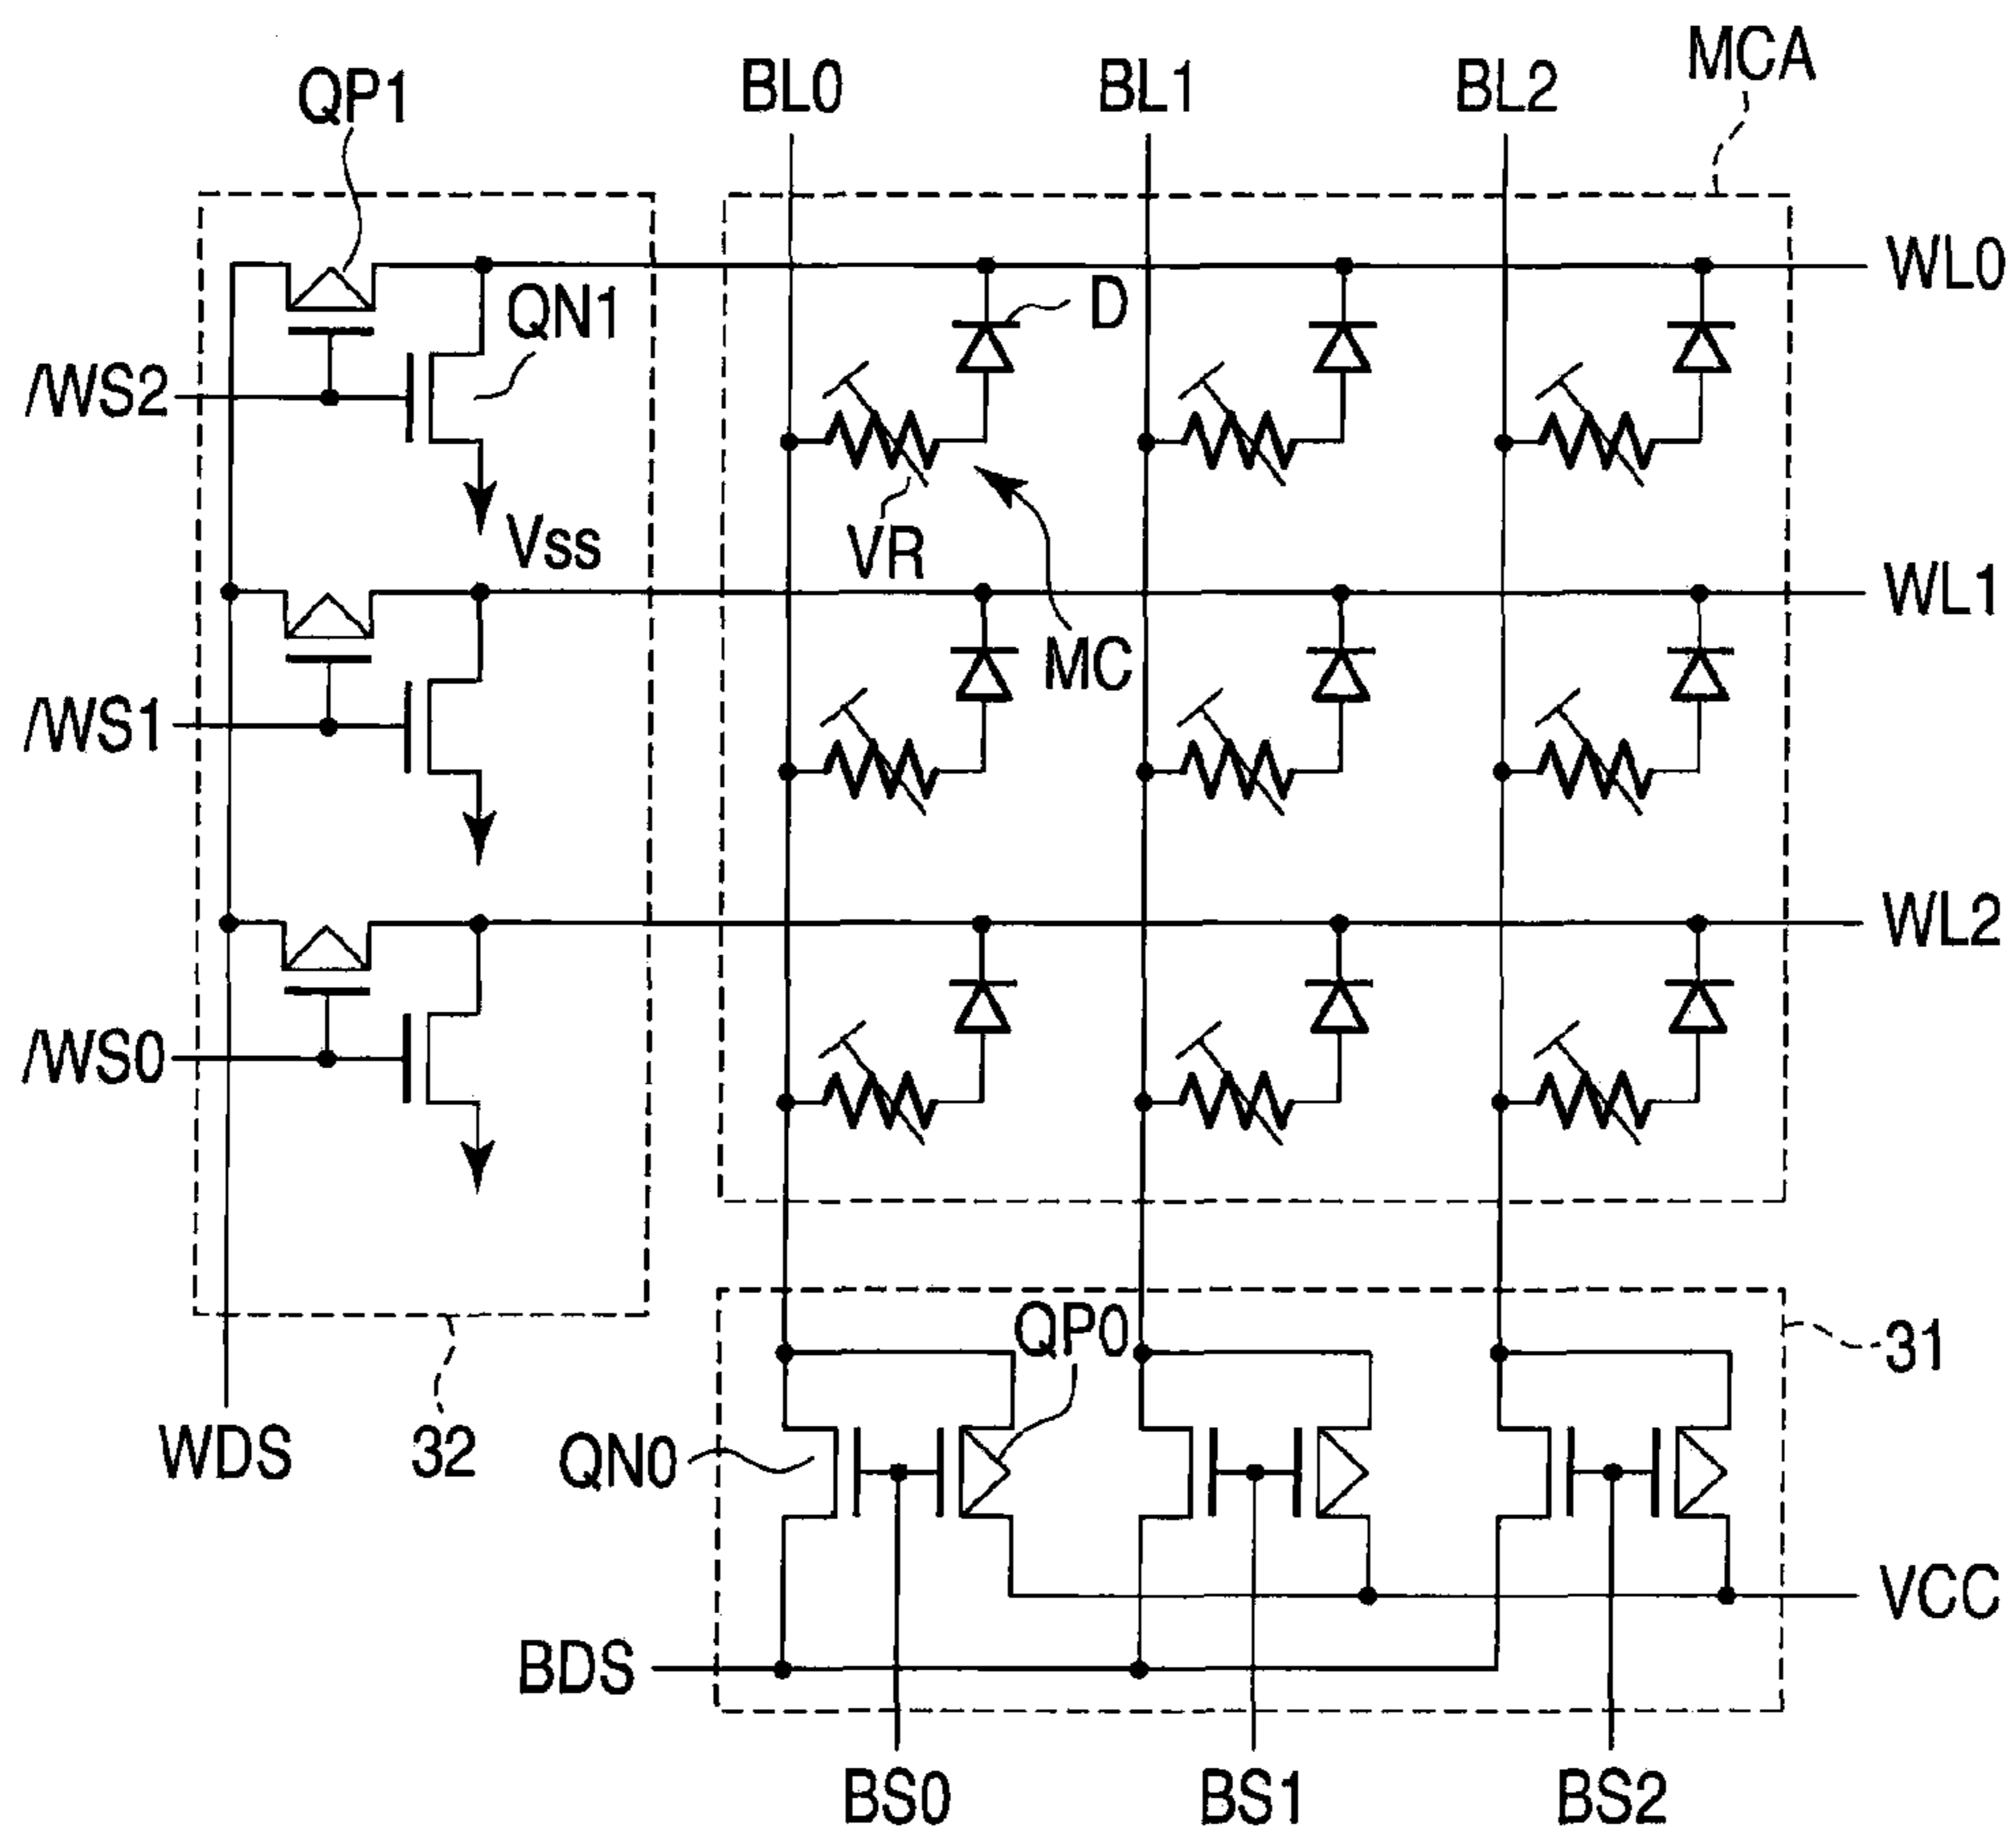 MCA
QP1
BL0
BL1
BL2
WL0
D
QN1
/WS2
Vss
VR
WL1
MC
/WS1
WL2
/WS0
QP0
31
WDS
32
QN0
VCC
BDS
BS0
BS1
BS2